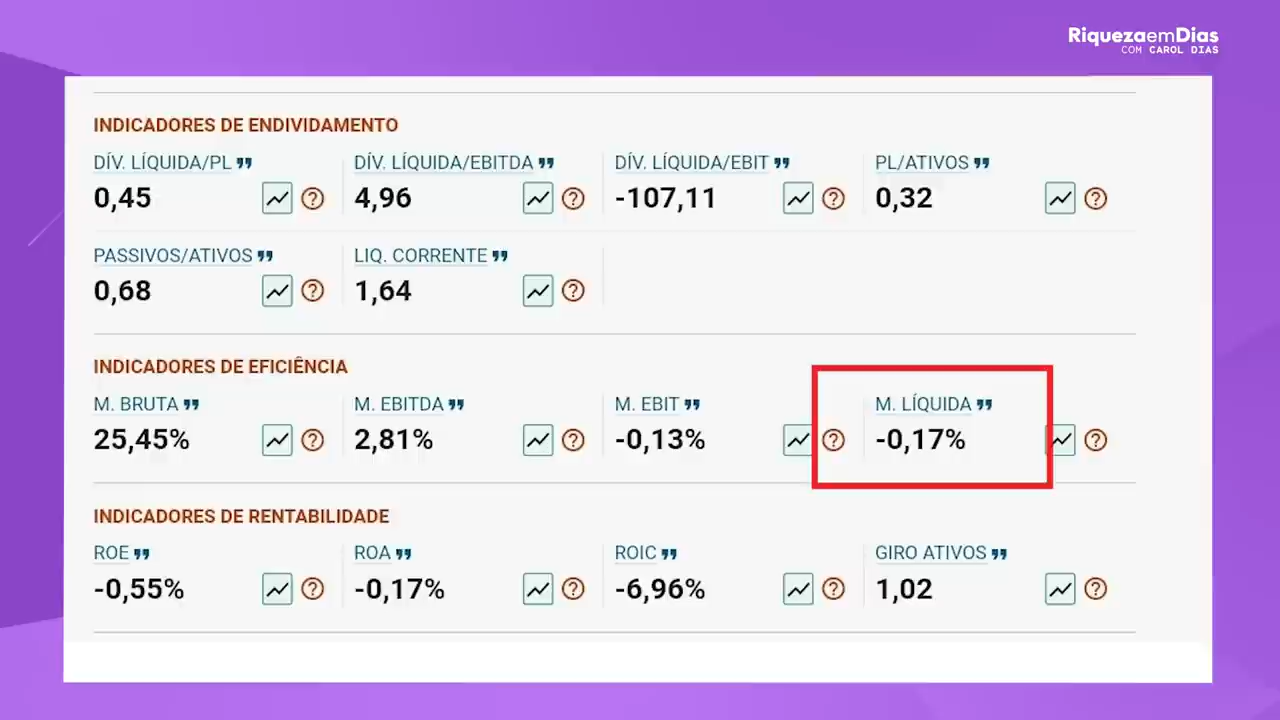 RiquezaemDias
COM CAROL DIAS
INDICADORES DE ENDIVIDAMENTO
DÍV. LÍQUIDA/PL DÍV. LÍQUIDA/EBITDA DÍV. LÍQUIDA/EBIT PL/ATIVOS
0,45 4,96 -107,11 0,32
PASSIVOS/ATIVOS LIQ. CORRENTE
0,68 1,64
INDICADORES DE EFICIÊNCIA
M. BRUTA M. EBITDA M. EBIT M. LÍQUIDA
25,45% 2,81% -0,13% -0,17%
INDICADORES DE RENTABILIDADE
ROE ROA ROIC GIRO ATIVOS
-0,55% -0,17% -6,96% 1,02